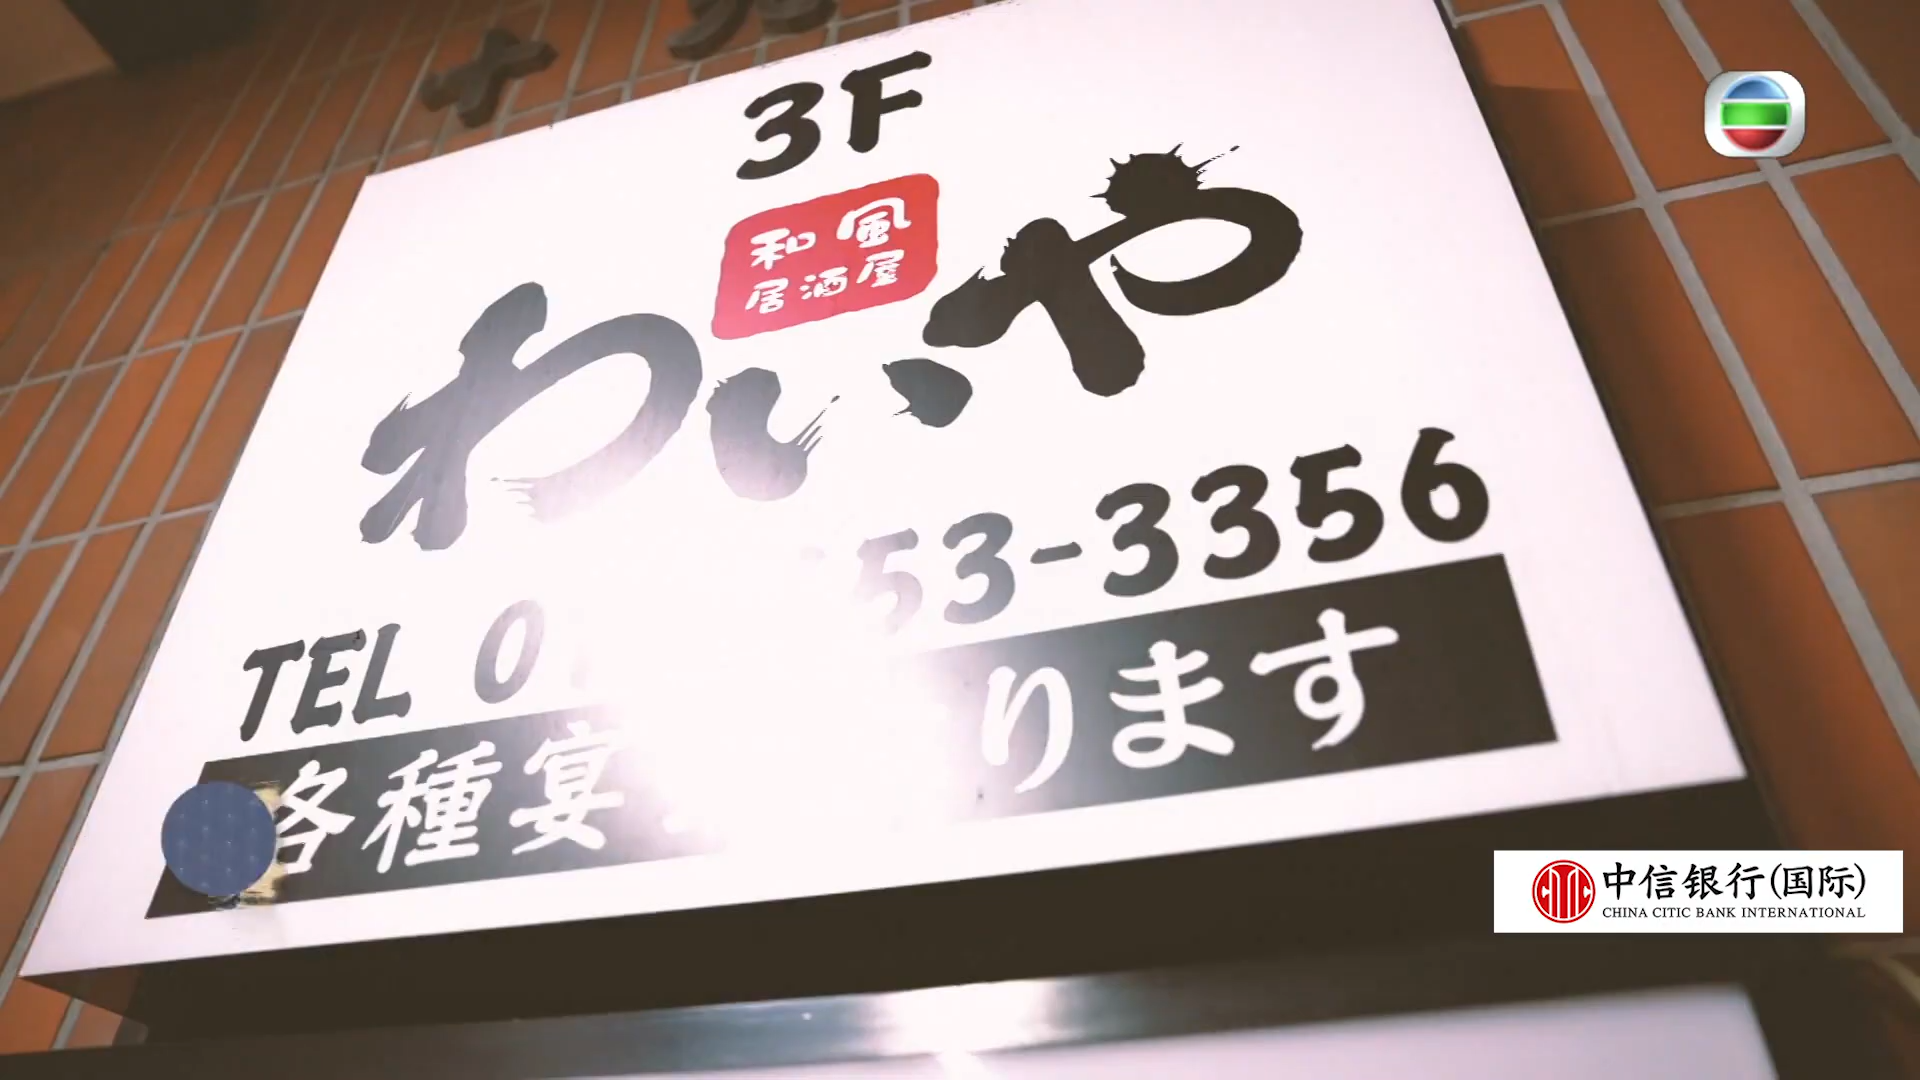 3F
和風
居酒屋
わいや
TEL 0 53-3356
各種宴 ります
中信银行(国际)
CHINA CITIC BANK INTERNATIONAL